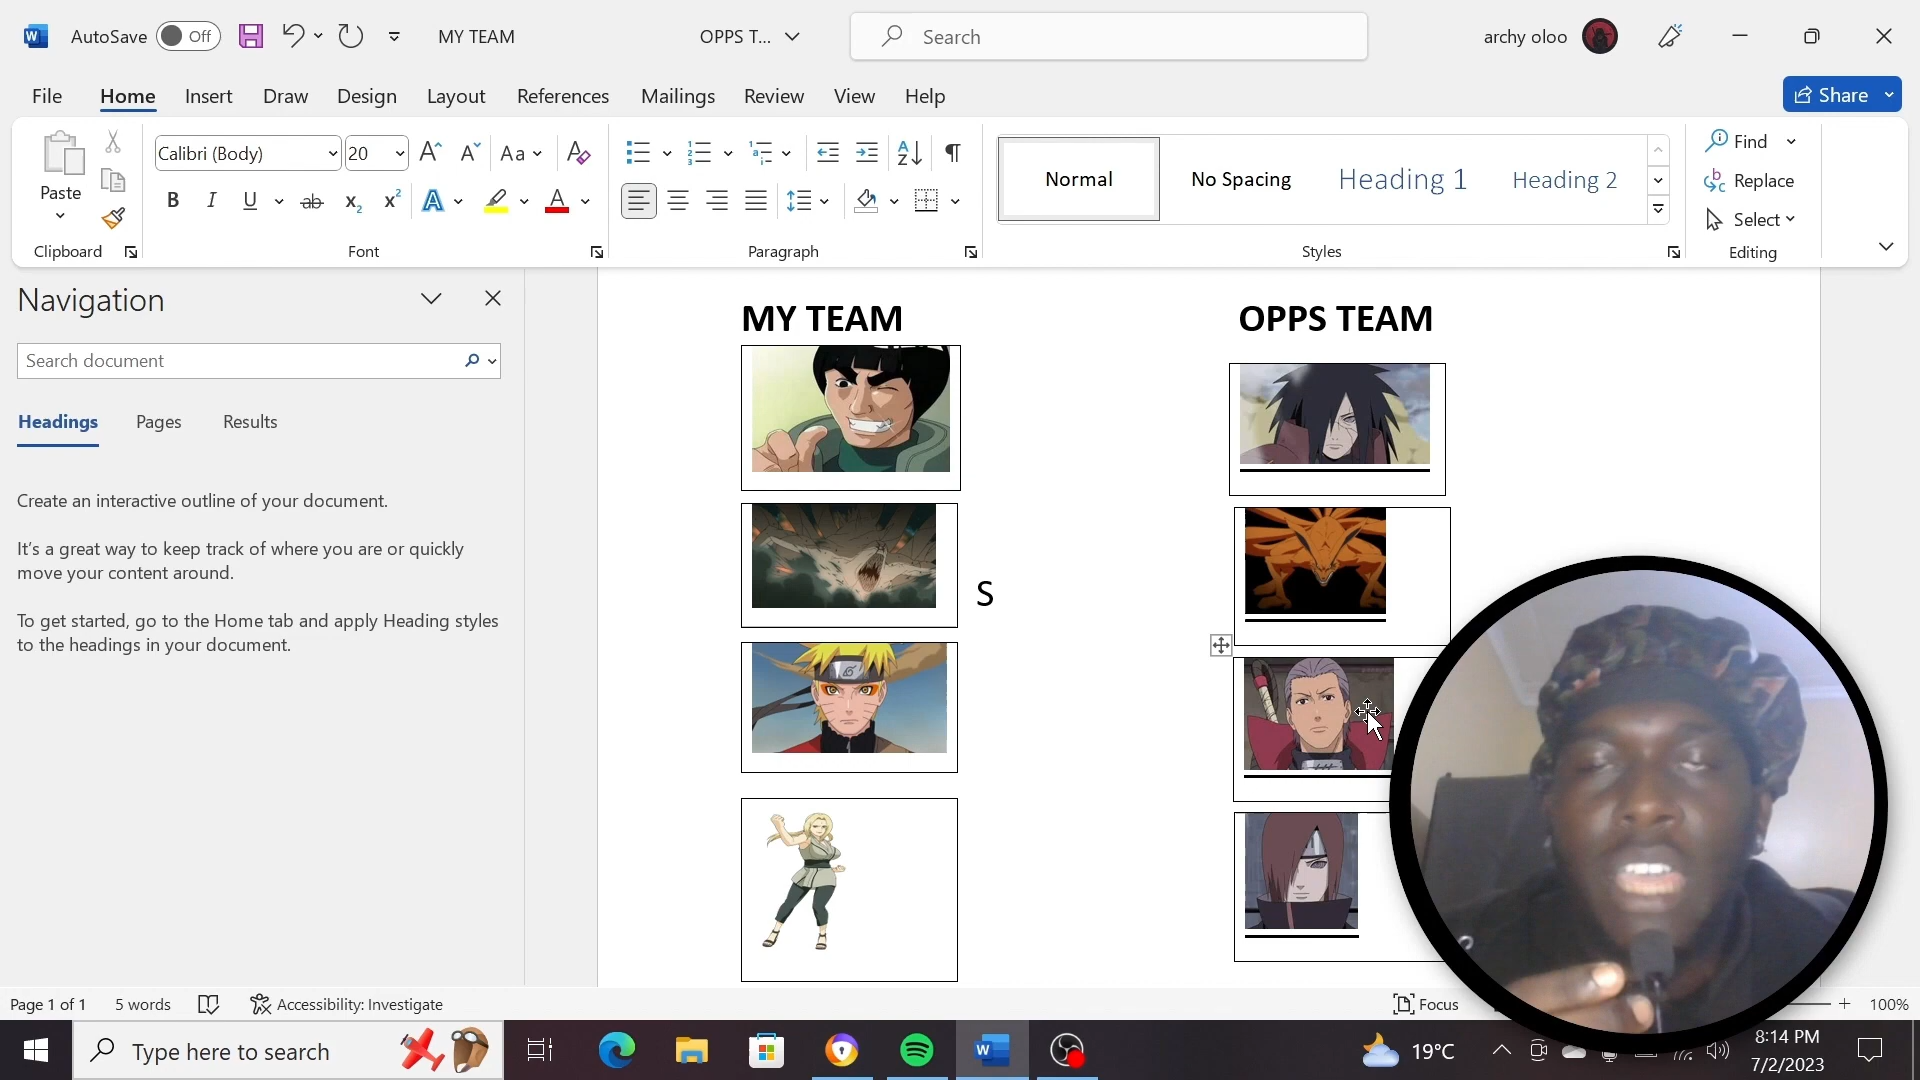 AutoSave Off MY TEAM OPPS T... Search archy oloo
File Home Insert Draw Design Layout References Mailings Review View Help Share
Paste Calibri (Body) 20 Normal No Spacing Heading 1 Heading 2 Find
Replace
Select
Clipboard Font Paragraph Styles Editing
Navigation
Search document
Headings Pages Results
Create an interactive outline of your document.
It's a great way to keep track of where you are or quickly
move your content around.
To get started, go to the Home tab and apply Heading styles
to the headings in your document.
MY TEAM OPPS TEAM
S
Page 1 of 1 5 words Accessibility: Investigate Focus 100%
Type here to search 19°C 8:14 PM
7/2/2023